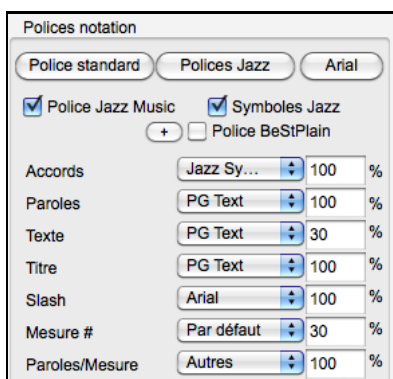 Polices notation
Police standard Polices Jazz Arial
Police Jazz Music Symboles Jazz
+ Police BeStPlain
Accords Jazz Sy... 100 %
Paroles PG Text 100 %
Texte PG Text 30 %
Titre PG Text 100 %
Slash Arial 100 %
Mesure # Par défaut 30 %
Paroles/Mesure Autres 100 %